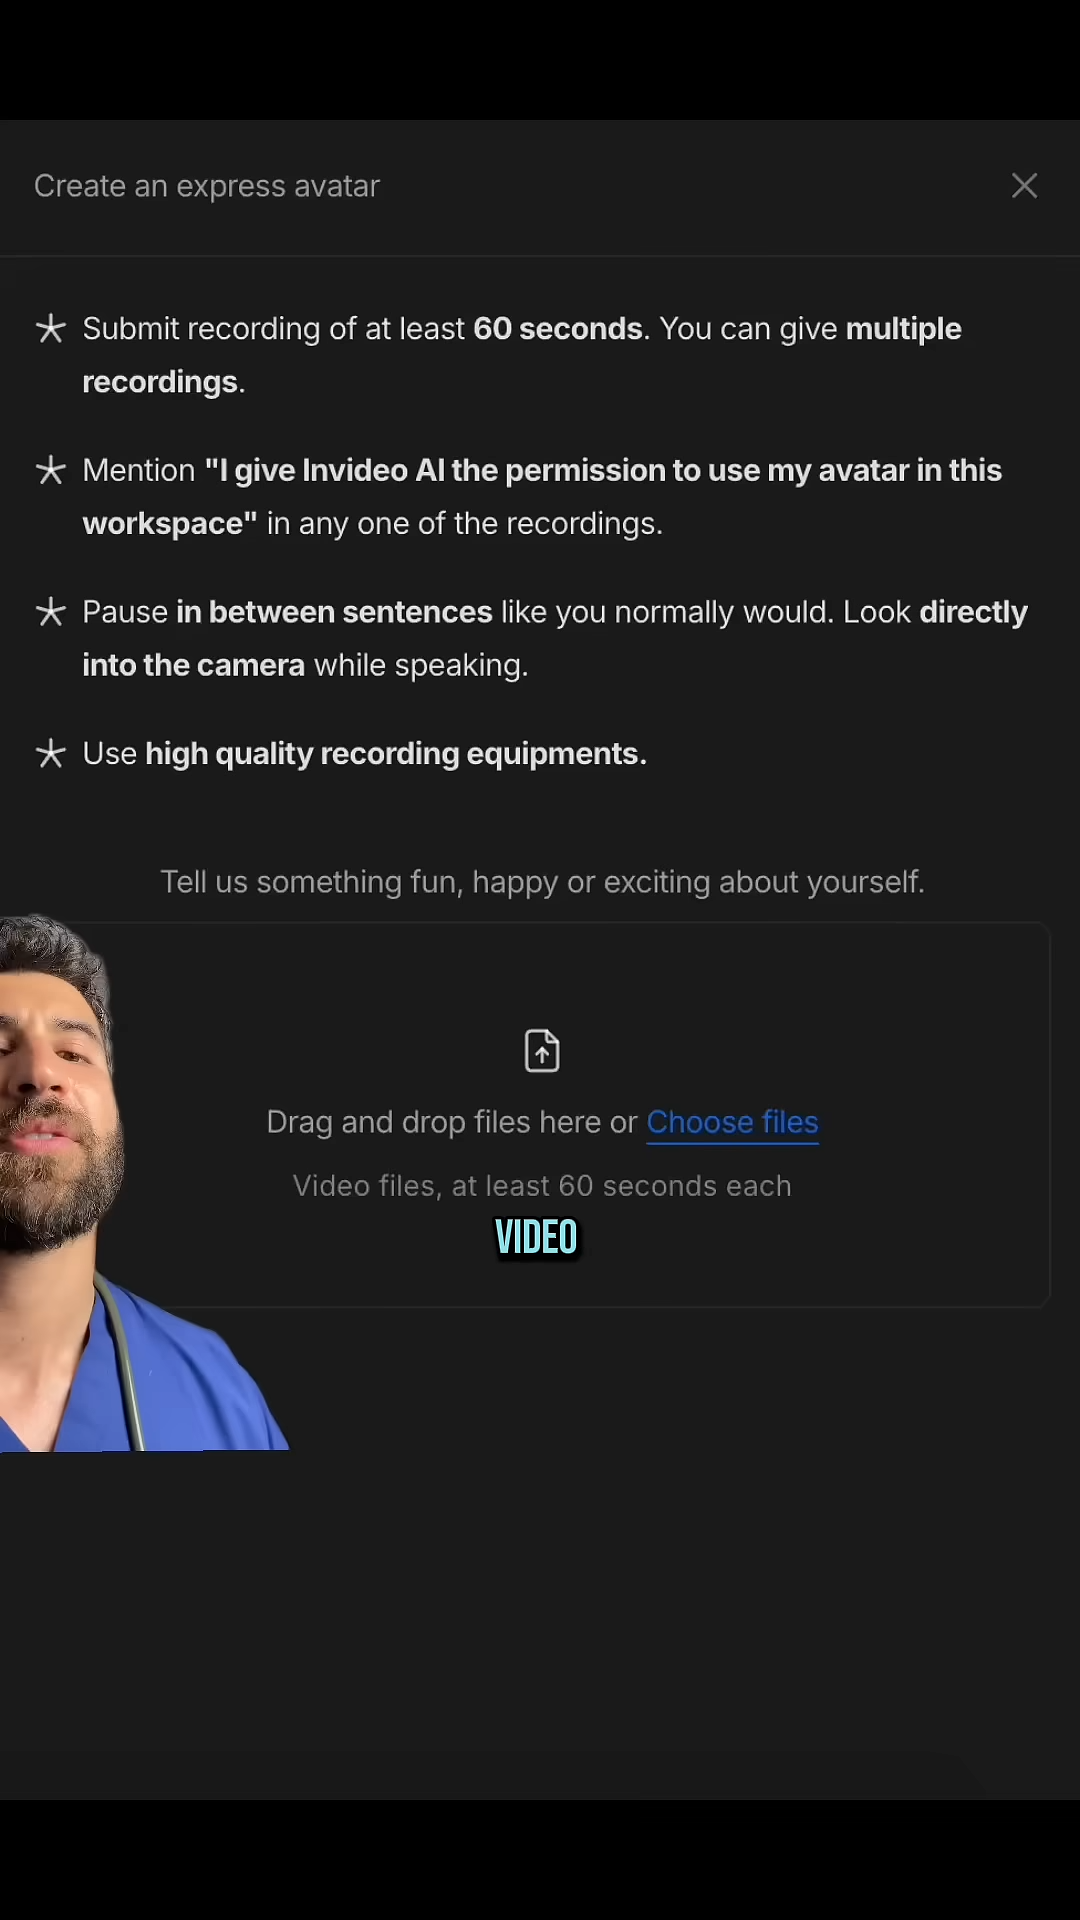 Create an express avatar
Submit recording of at least 60 seconds. You can give multiple
recordings.
Mention "I give Invideo AI the permission to use my avatar in this
workspace" in any one of the recordings.
Pause in between sentences like you normally would. Look directly
into the camera while speaking.
Use high quality recording equipments.
Tell us something fun, happy or exciting about yourself.
Drag and drop files here or Choose files
Video files, at least 60 seconds each
VIDEO